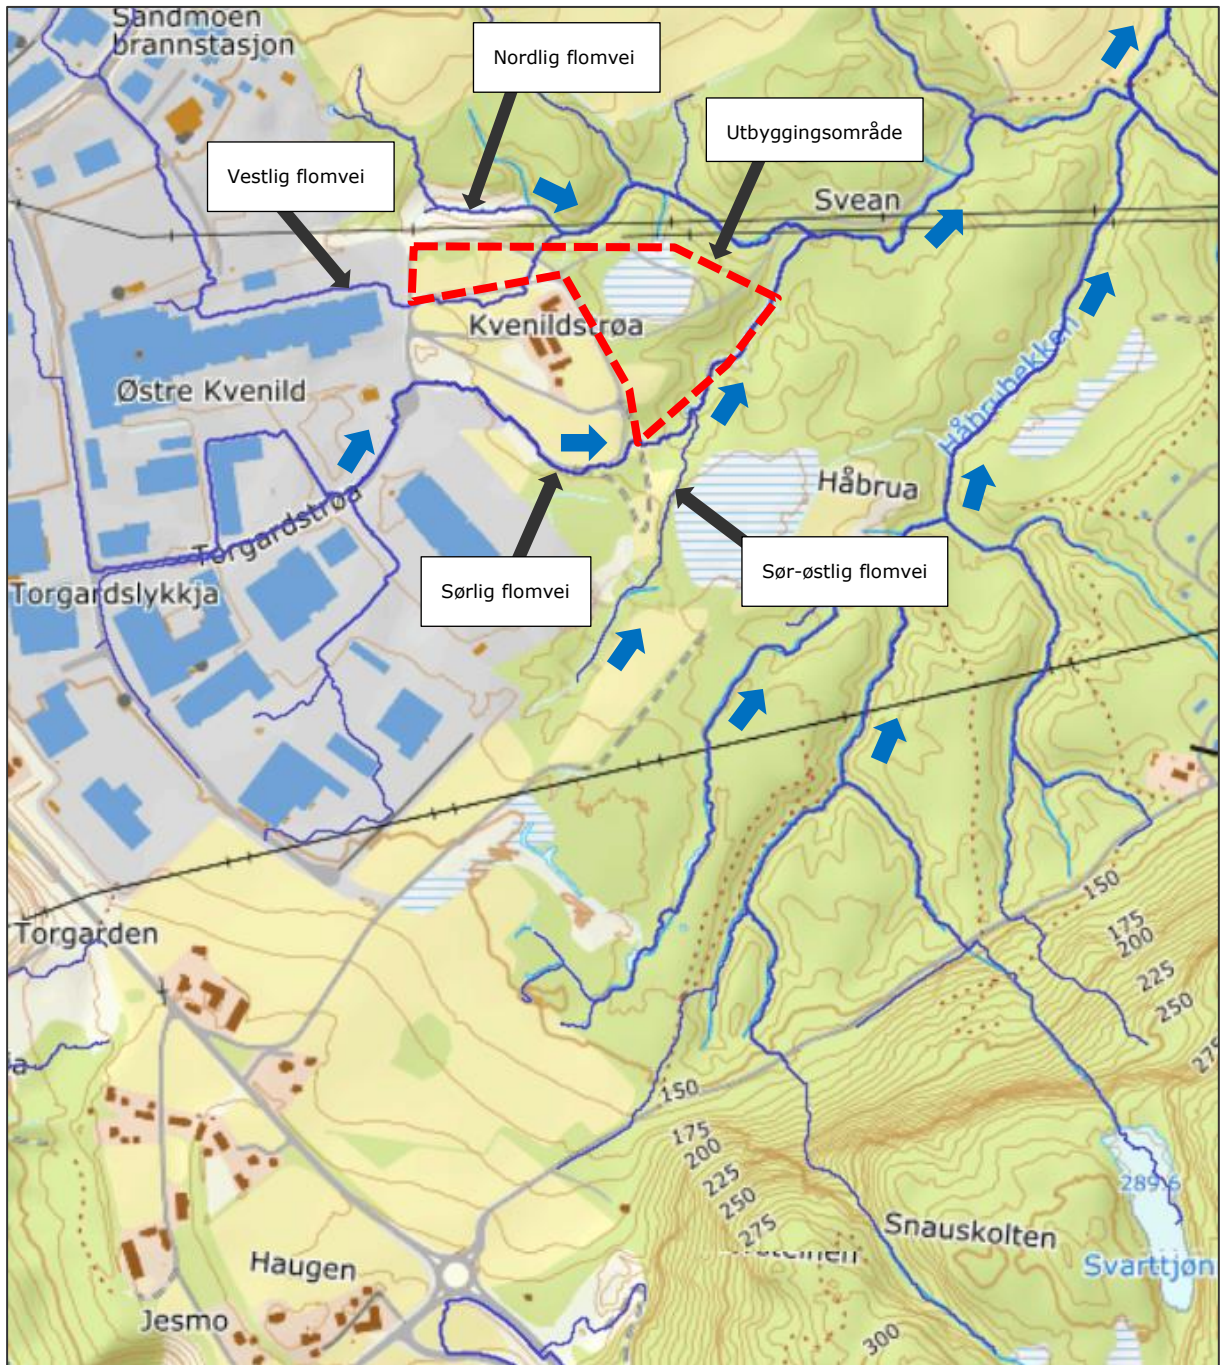 Sandmoen
brannstasjon
Nordlig flomvei
Utbyggingsområde
Vestlig flomvei
Svean
Kvenildstrøa
Østre Kvenild
Håbrubekken
Håbrua
Torgardstrøa
Torgardslykkja
Sørlig flomvei
Sør-østlig flomvei
150
175
200
225
250
275
Torgarden
150
175
200
225
250
275
289.6
Snauskolten
Svarttjøn
Haugen
Jesmo
300